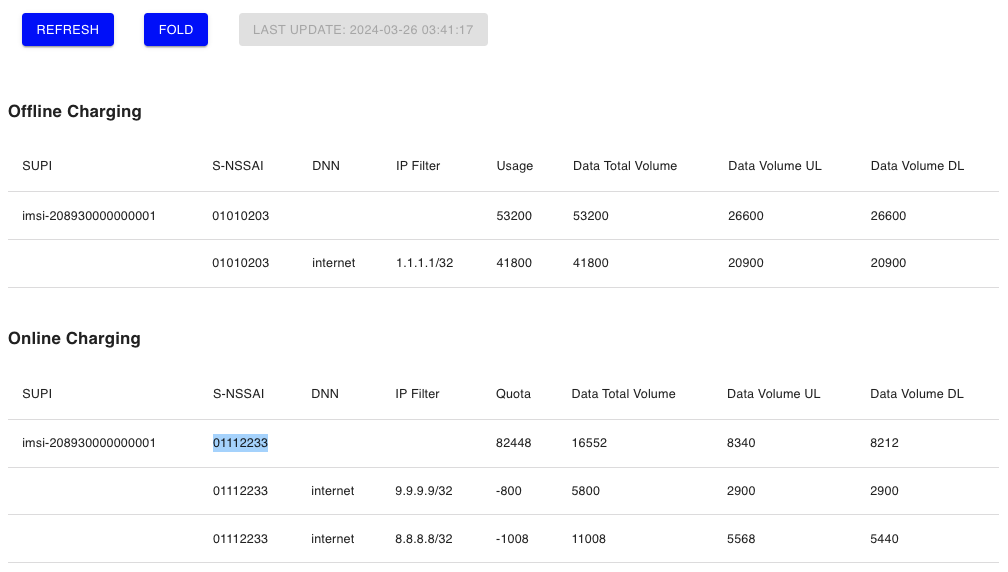 REFRESH FOLD LAST UPDATE: 2024-03-26 03:41:17
Offline Charging
SUPI S-NSSAI DNN IP Filter Usage Data Total Volume Data Volume UL Data Volume DL
imsi-208930000000001 01010203 53200 53200 26600 26600
01010203 internet 1.1.1.1/32 41800 41800 20900 20900
Online Charging
SUPI S-NSSAI DNN IP Filter Quota Data Total Volume Data Volume UL Data Volume DL
imsi-208930000000001 01112233 82448 16552 8340 8212
01112233 internet 9.9.9.9/32 -800 5800 2900 2900
01112233 internet 8.8.8.8/32 -1008 11008 5568 5440